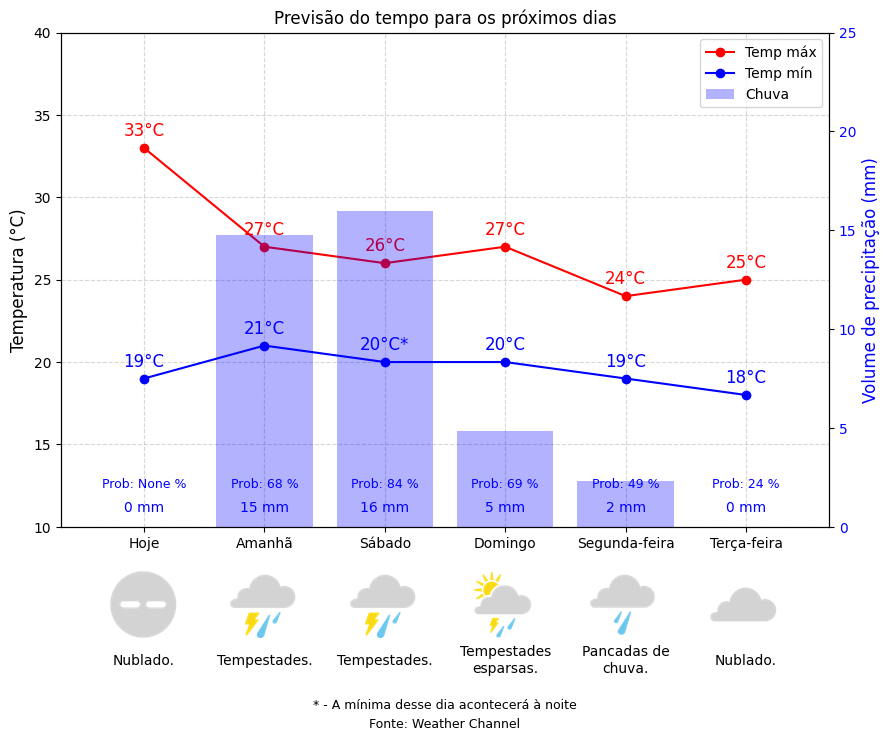 Previsão do tempo para os próximos dias
40
35
30
25
20
15
10
Temperatura (°C)
25
20
15
10
5
0
Volume de precipitação (mm)
Temp máx
Temp mín
Chuva
33°C
27°C
26°C
27°C
24°C
25°C
19°C
21°C
20°C*
20°C
19°C
18°C
Prob: None %
Prob: 68 %
Prob: 84 %
Prob: 69 %
Prob: 49 %
Prob: 24 %
0 mm
15 mm
16 mm
5 mm
2 mm
0 mm
Hoje
Amanhã
Sábado
Domingo
Segunda-feira
Terça-feira
Nublado.
Tempestades.
Tempestades.
Tempestades
esparsas.
Pancadas de
chuva.
Nublado.
* - A mínima desse dia acontecerá à noite
Fonte: Weather Channel